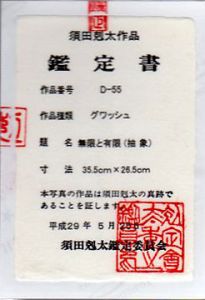 須田剋太作品
鑑定書
作品番号 D-55
作品種類 グワッシュ
題名 無限と有限(抽象)
寸法 35.5cm×26.5cm
本写真の作品は須田剋太の真跡で
あることを証します。
平成29年 5月25日
須田剋太鑑定委員会